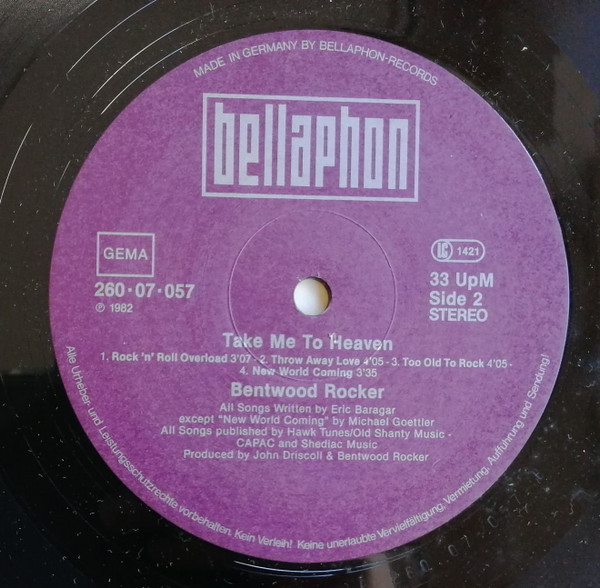 MADE IN GERMANY BY BELLAPHON-RECORDS
bellaphon
GEMA
LC 1421
260·07·057
℗ 1982
33 UpM
Side 2
STEREO
Take Me To Heaven
1. Rock 'n' Roll Overload 3'07 - 2. Throw Away Love 4'05 - 3. Too Old To Rock 4'05 -
4. New World Coming 3'35
Bentwood Rocker
All Songs Written by Eric Baragar
except "New World Coming" by Michael Goettler
All Songs published by Hawk Tunes/Old Shanty Music -
CAPAC and Shediac Music
Produced by John Driscoll & Bentwood Rocker
Alle Urheber- und Leistungsschutzrechte vorbehalten. Kein Verleih! Keine unerlaubte Vervielfältigung, Vermietung, Aufführung und Sendung!